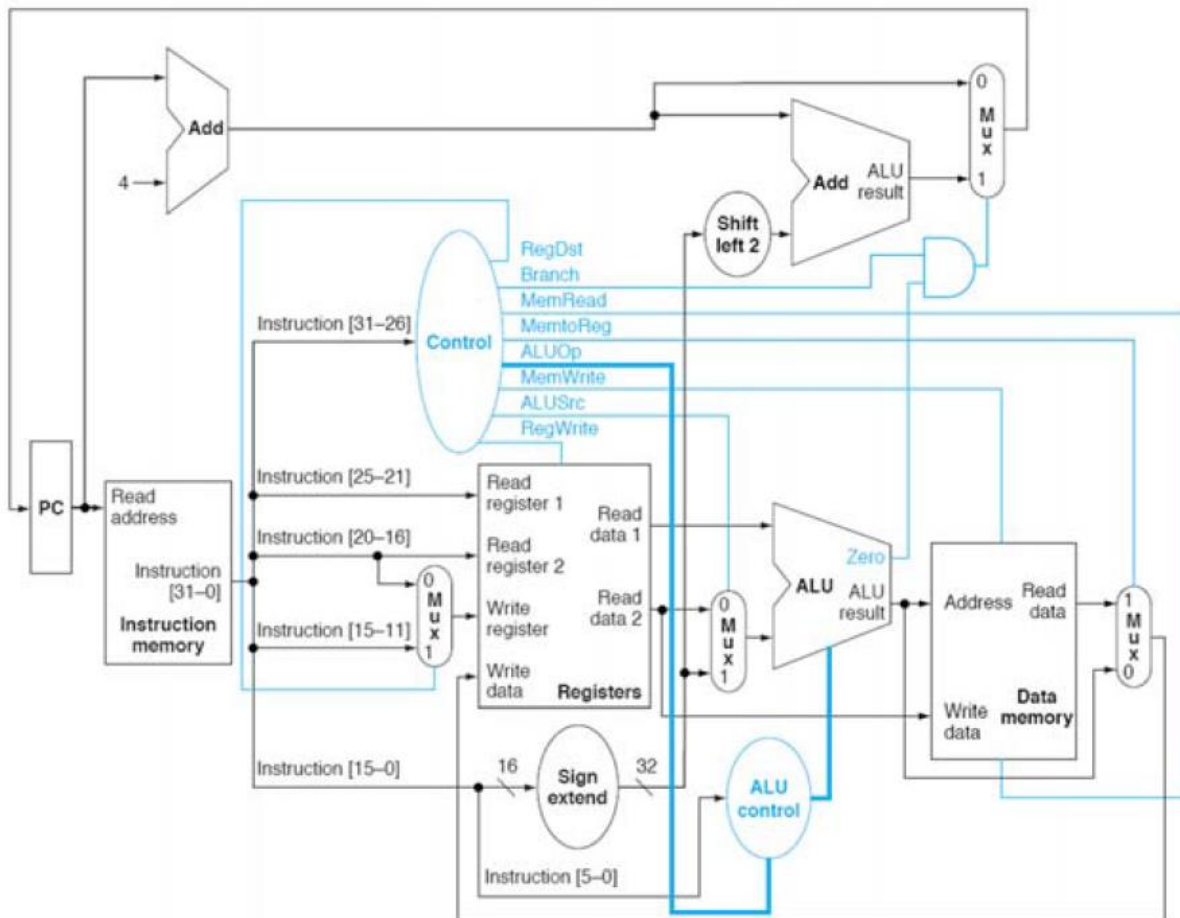 0
M
u
x
1
Add
ALU
Add
result
4
Shift
left 2
RegDst
Branch
MemRead
MemtoReg
ALUOp
MemWrite
ALUSrc
RegWrite
Control
Instruction [31–26]
Instruction [25–21]
Instruction [20–16]
Instruction [15–11]
Instruction [15–0]
Instruction [5–0]
PC
Read
address
Instruction
[31–0]
Instruction
memory
0
M
u
x
1
Read
register 1
Read
register 2
Write
register
Write
data
Read
data 1
Read
data 2
Registers
0
M
u
x
1
Zero
ALU
ALU
result
Address
Read
data
Write
data
Data
memory
1
M
u
x
0
16
Sign
extend
32
ALU
control